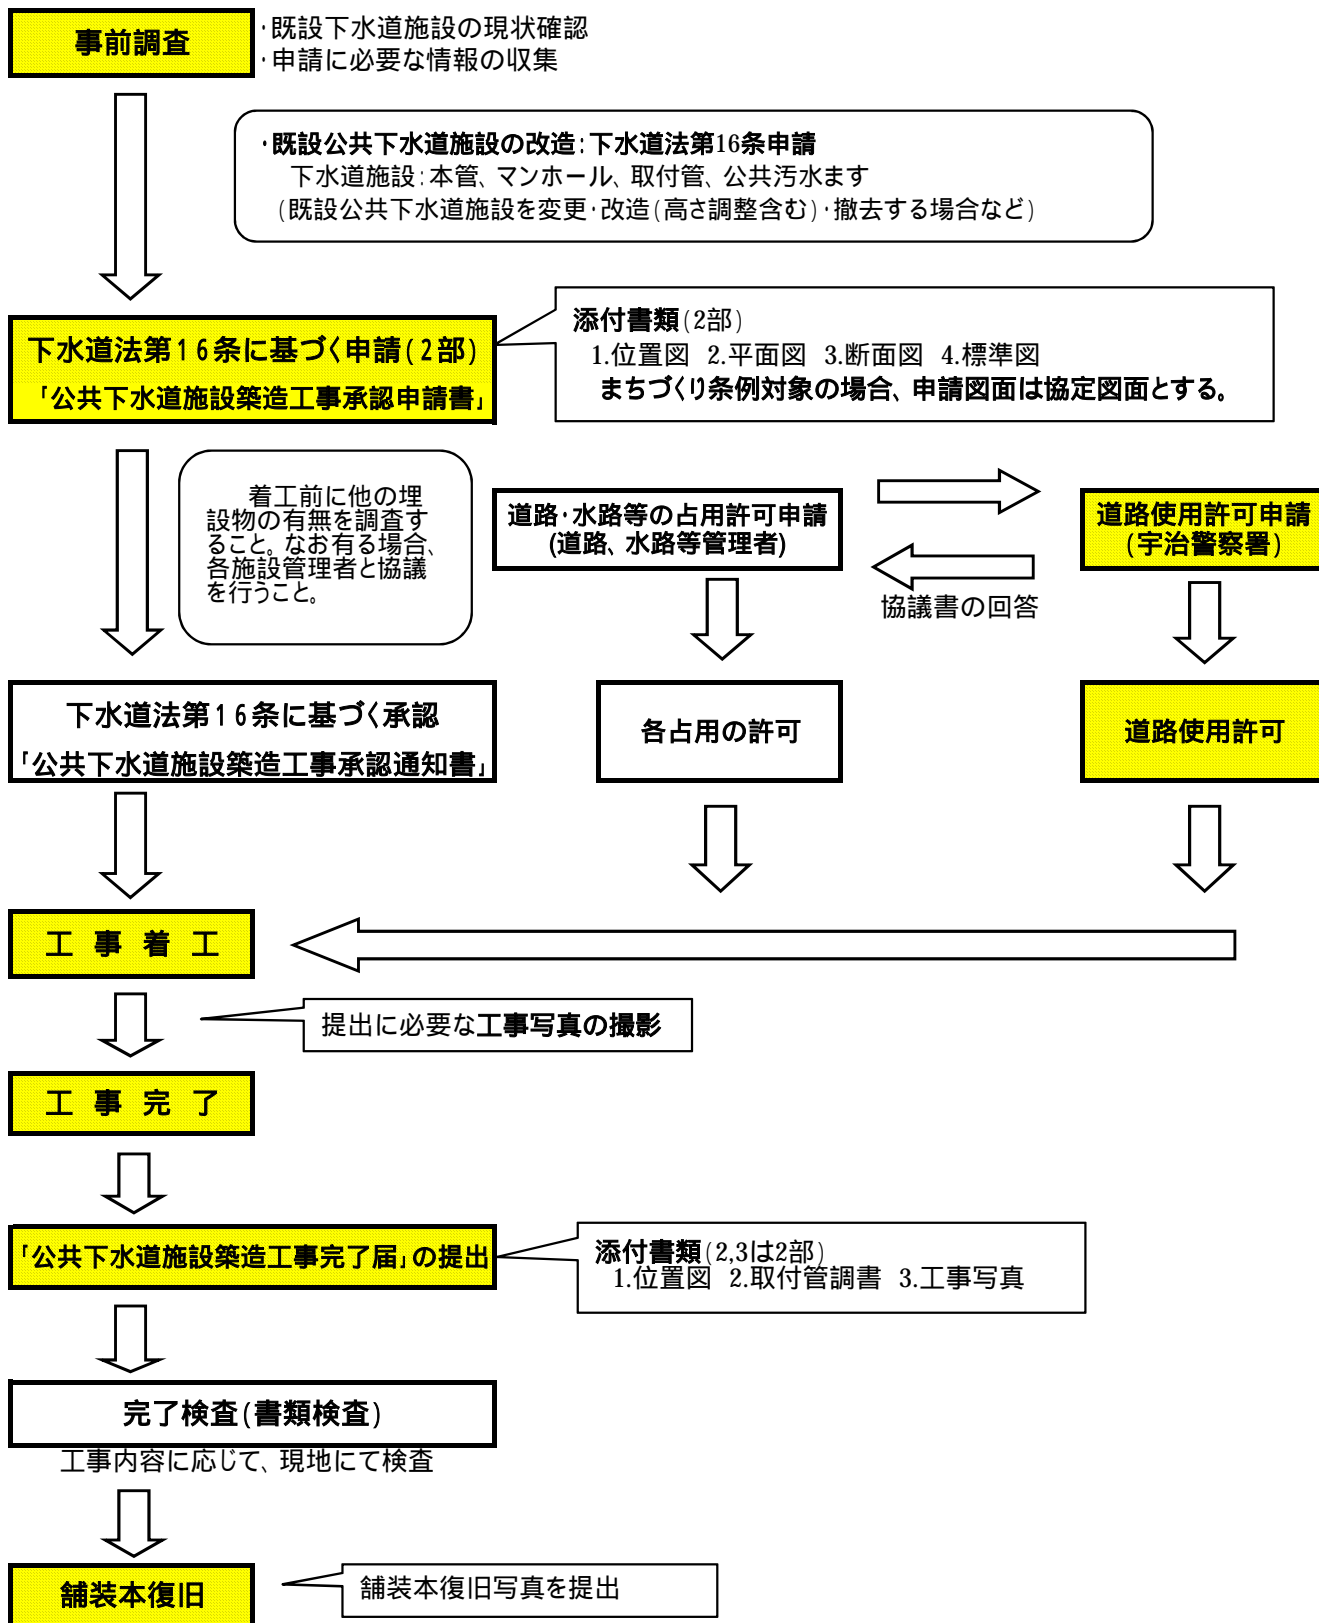 事前調査
・既設下水道施設の現状確認
・申請に必要な情報の収集
・既設公共下水道施設の改造：下水道法第16条申請
下水道施設：本管、マンホール、取付管、公共汚水ます
（既設公共下水道施設を変更・改造（高さ調整含む）・撤去する場合など）
下水道法第16条に基づく申請(2部)
「公共下水道施設築造工事承認申請書」
添付書類（2部）
1.位置図 2.平面図 3.断面図 4.標準図
まちづくり条例対象の場合、申請図面は協定図面とする。
着工前に他の埋
設物の有無を調査す
ること。なお有る場合、
各施設管理者と協議
を行うこと。
道路・水路等の占用許可申請
(道路、水路等管理者)
道路使用許可申請
(宇治警察署)
協議書の回答
下水道法第16条に基づく承認
「公共下水道施設築造工事承認通知書」
各占用の許可
道路使用許可
工 事 着 工
提出に必要な工事写真の撮影
工 事 完 了
「公共下水道施設築造工事完了届」の提出
添付書類（2,3は2部）
1.位置図 2.取付管調書 3.工事写真
完了検査(書類検査)
工事内容に応じて、現地にて検査
舗装本復旧
舗装本復旧写真を提出